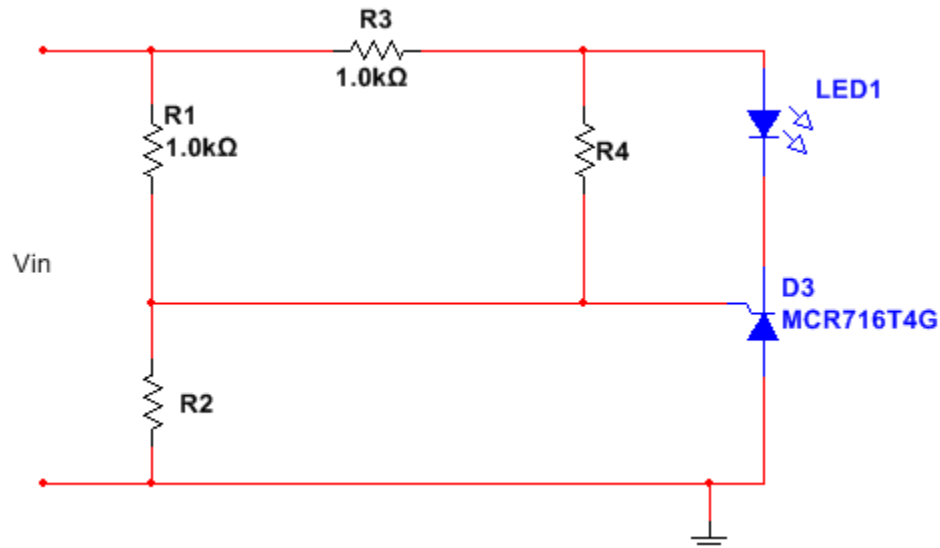 R3
1.0kΩ
LED1
R1
1.0kΩ
R4
Vin
D3
MCR716T4G
R2